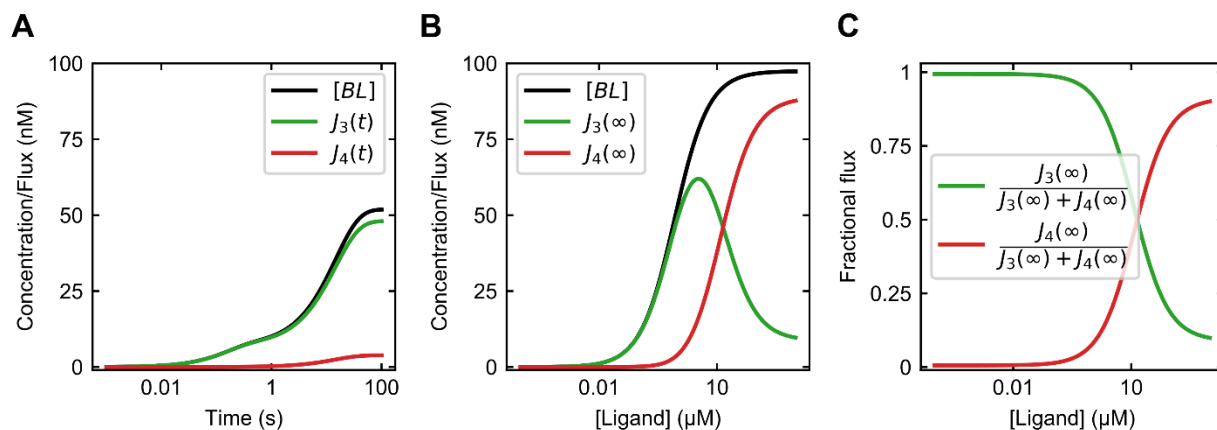 A
Concentration/Flux (nM)
100
75
50
25
0
[BL]
J₃(t)
J₄(t)
0.01
1
100
Time (s)
B
Concentration/Flux (nM)
100
75
50
25
0
[BL]
J₃(∞)
J₄(∞)
0.01
10
[Ligand] (μM)
C
Fractional flux
1
0.75
0.5
0.25
0
J₃(∞)
J₃(∞) + J₄(∞)
J₄(∞)
J₃(∞) + J₄(∞)
0.01
10
[Ligand] (μM)